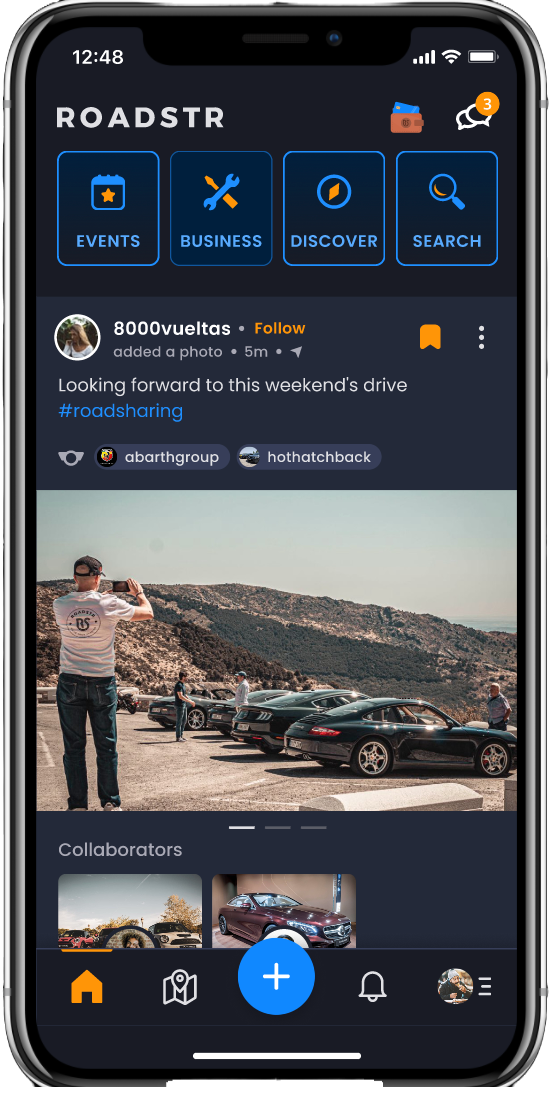 12:48
ROADSTR
3
EVENTS
BUSINESS
DISCOVER
SEARCH
8000vueltas • Follow
added a photo • 5m •
Looking forward to this weekend's drive
#roadsharing
abarthgroup
hothatchback
ROADSTR
Collaborators